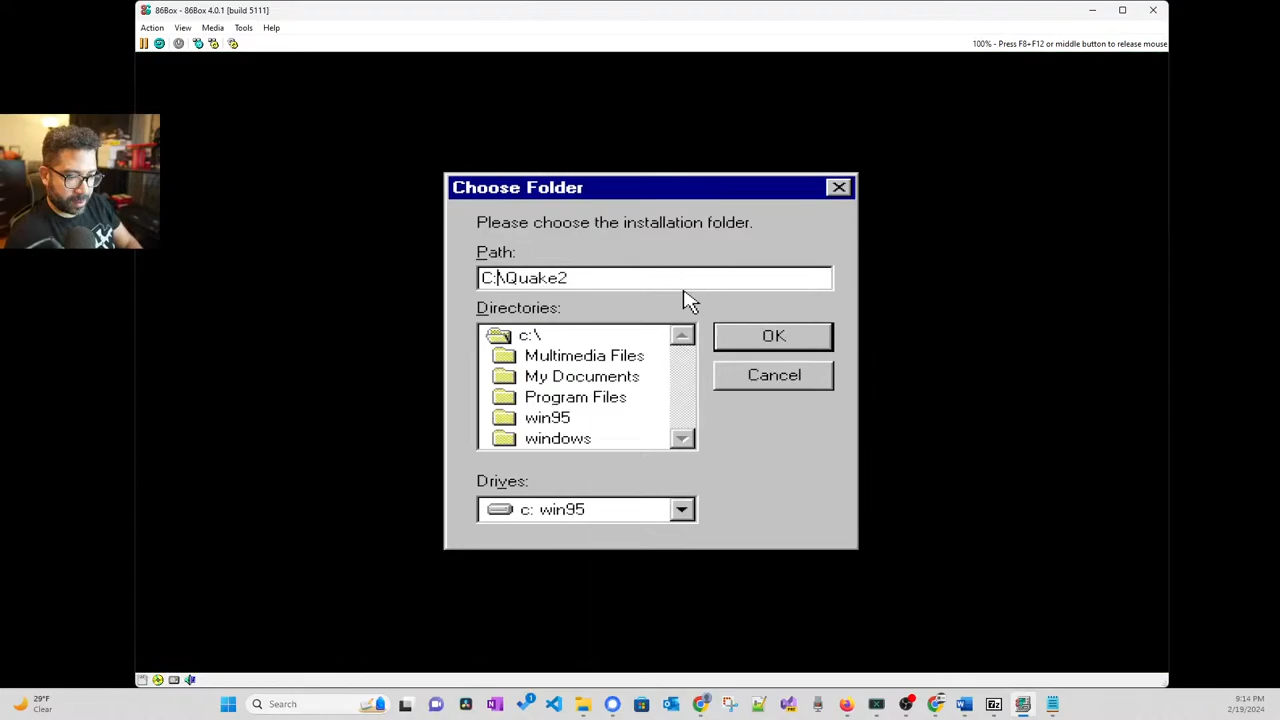 86Box - 86Box 4.0.1 [build 5111]
Action View Media Tools Help
100% - Press F8+F12 or middle button to release mouse
Choose Folder
Please choose the installation folder.
Path:
C:\Quake2
Directories:
c:\
Multimedia Files
My Documents
Program Files
win95
windows
OK
Cancel
Drives:
c: win95
29°F
Clear
Search
9:14 PM
2/19/2024